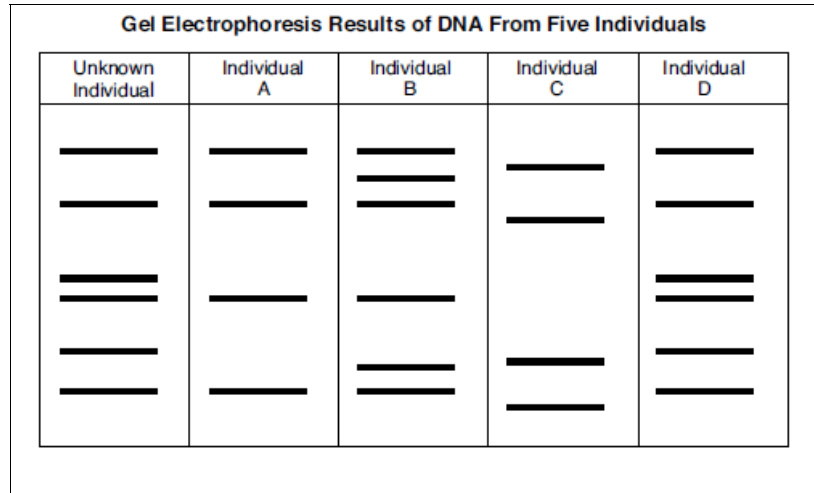 Gel Electrophoresis Results of DNA From Five Individuals
Unknown
Individual
Individual
A
Individual
B
Individual
C
Individual
D